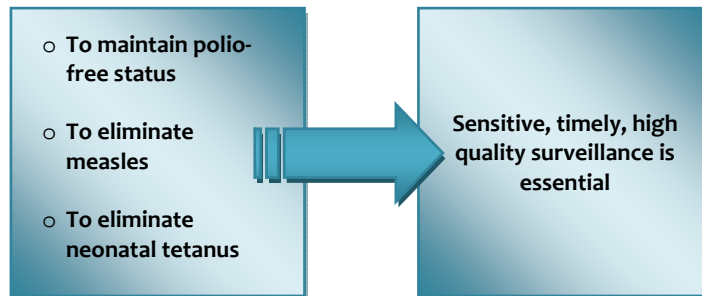 o To maintain polio-
free status
o To eliminate
measles
o To eliminate
neonatal tetanus
Sensitive, timely, high
quality surveillance is
essential